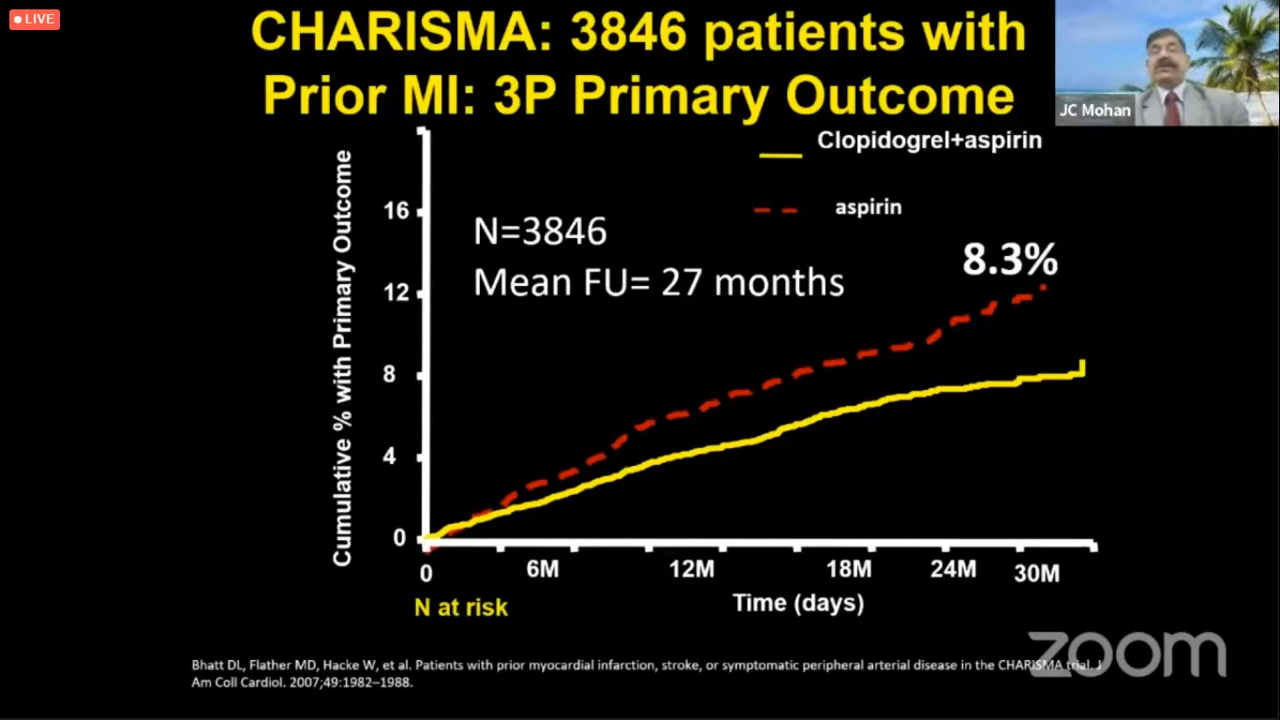 LIVE
CHARISMA: 3846 patients with
Prior MI: 3P Primary Outcome
JC Mohan
Clopidogrel+aspirin
aspirin
N=3846
Mean FU= 27 months
8.3%
Cumulative % with Primary Outcome
16
12
8
4
0
0
6M
12M
18M
24M
30M
N at risk
Time (days)
zoom
Bhatt DL, Flather MD, Hacke W, et al. Patients with prior myocardial infarction, stroke, or symptomatic peripheral arterial disease in the CHARISMA trial. J
Am Coll Cardiol. 2007;49:1982–1988.